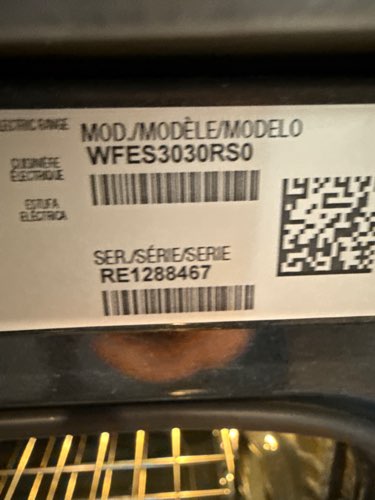 ELECTRIC RANGE
MOD./MODÈLE/MODELO
WFES3030RS0
CUISINIÈRE
ÉLECTRIQUE
ESTUFA
ELÉCTRICA
SER./SÉRIE/SERIE
RE1288467